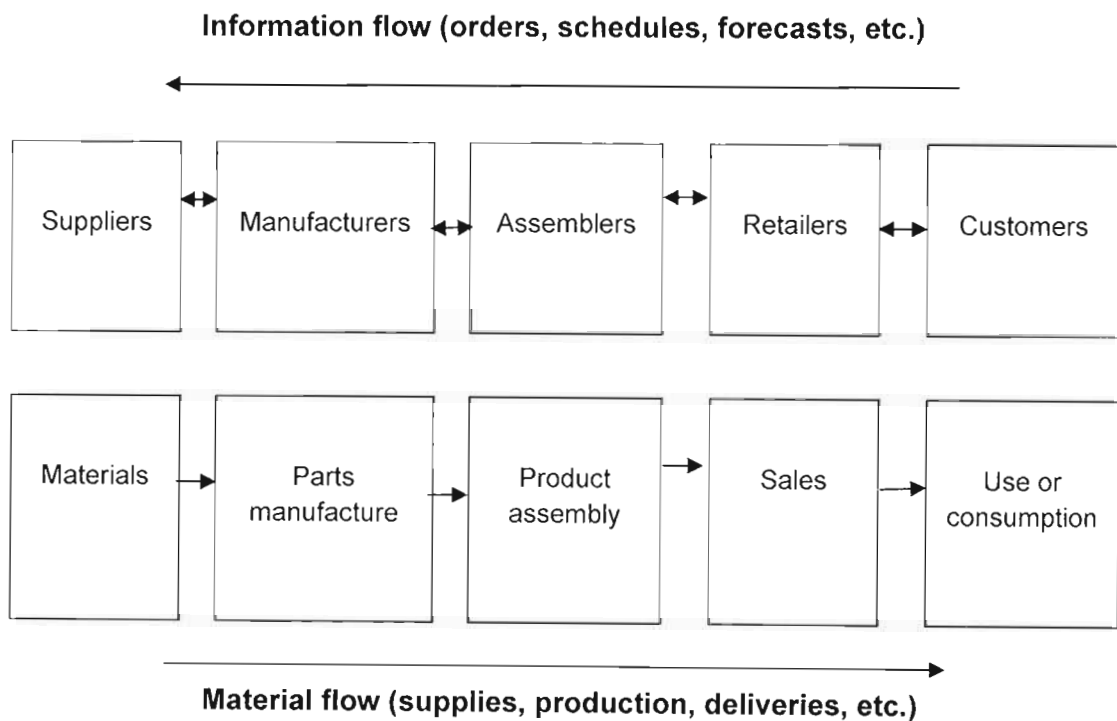 Information flow (orders, schedules, forecasts, etc.)
Suppliers
Manufacturers
Assemblers
Retailers
Customers
Materials
Parts
manufacture
Product
assembly
Sales
Use or
consumption
Material flow (supplies, production, deliveries, etc.)